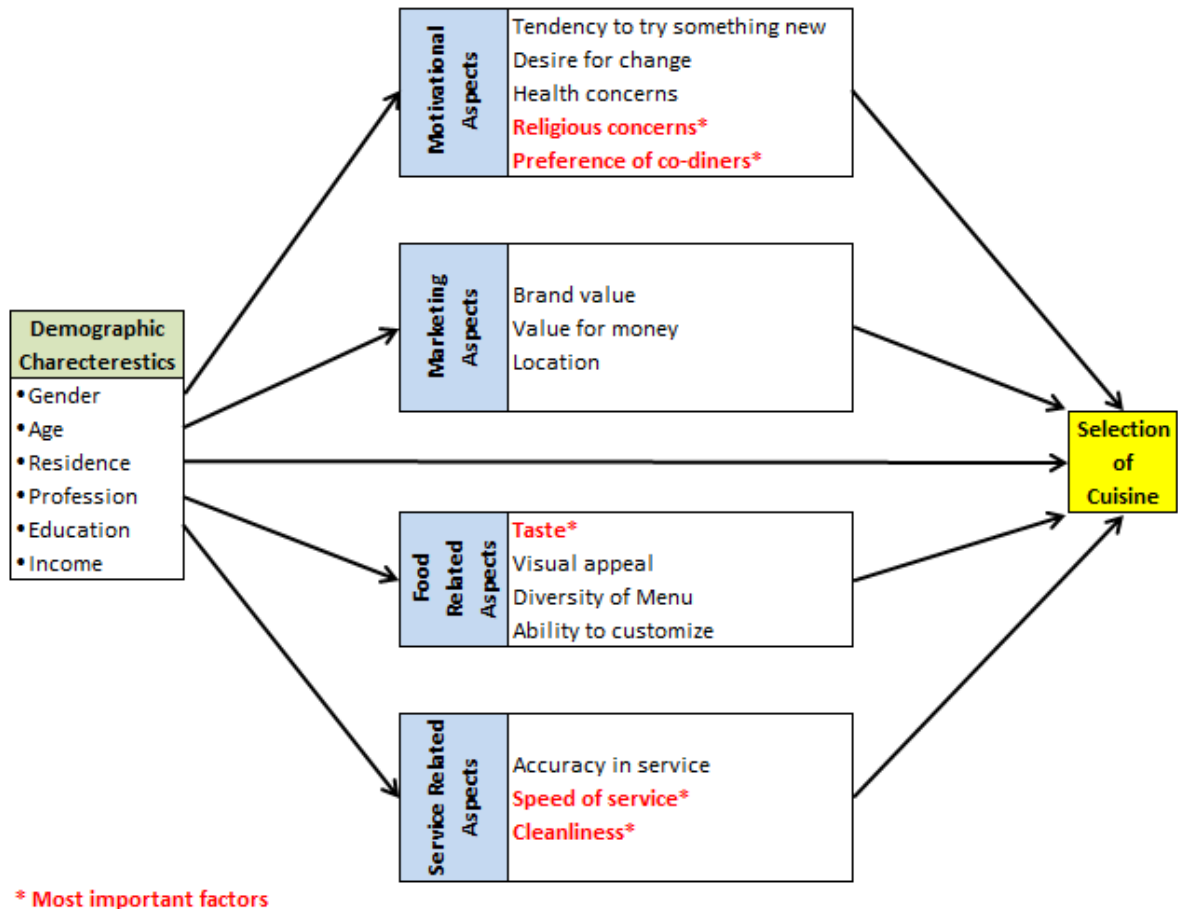 Motivational
Aspects
Tendency to try something new
Desire for change
Health concerns
Religious concerns*
Preference of co-diners*
Marketing
Aspects
Brand value
Value for money
Location
Demographic
Charecterestics
•Gender
•Age
•Residence
•Profession
•Education
•Income
Selection
of
Cuisine
Food
Related
Aspects
Taste*
Visual appeal
Diversity of Menu
Ability to customize
Service Related
Aspects
Accuracy in service
Speed of service*
Cleanliness*
* Most important factors